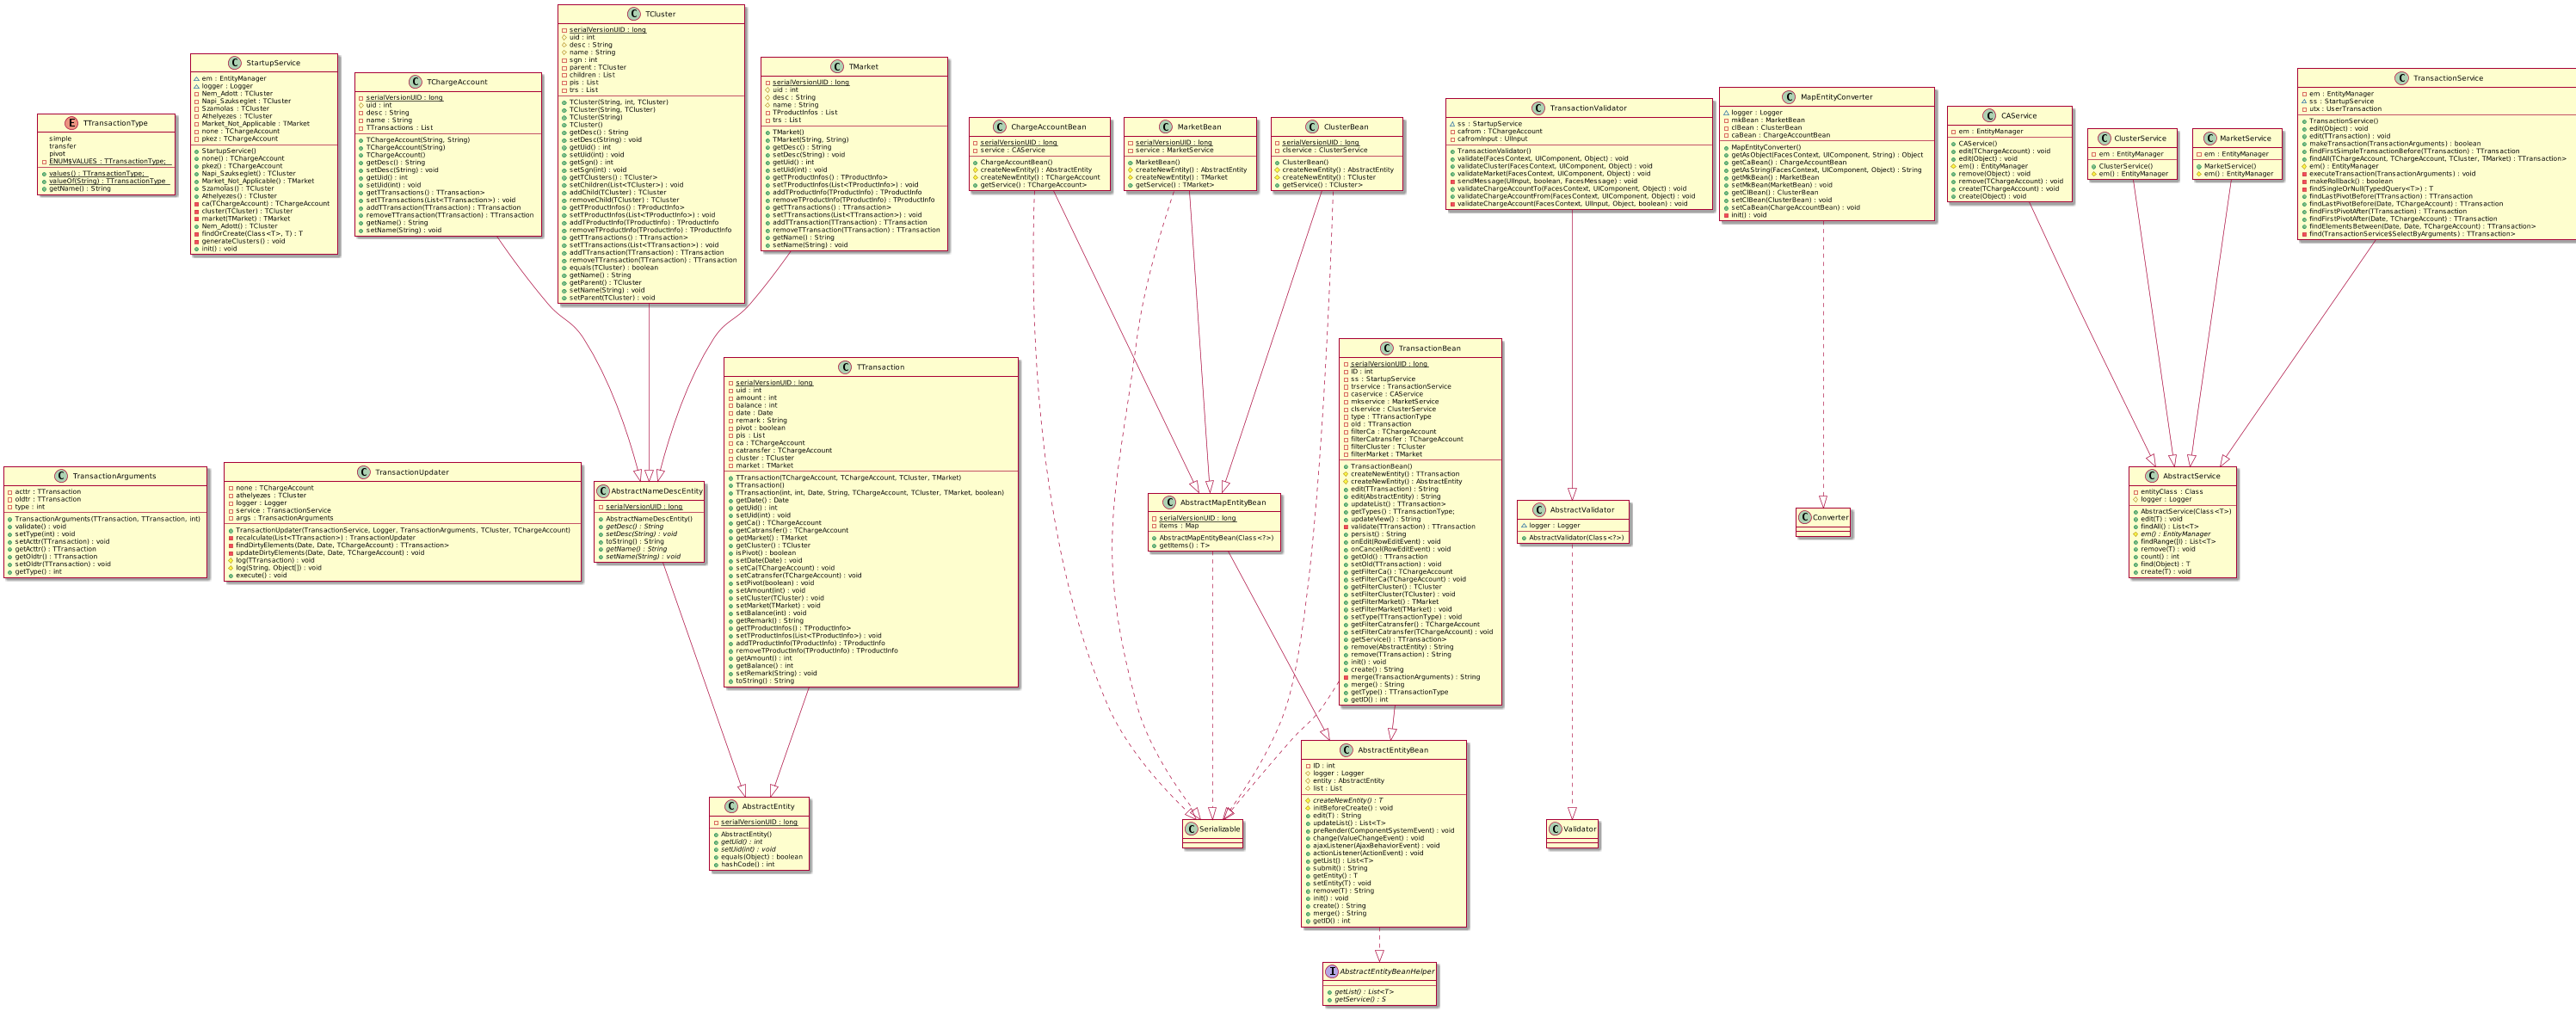 TTransactionType
simple
transfer
pivot
ENUM$VALUES : TTransactionType;
values() : TTransactionType;
valueOf(String) : TTransactionType
getName() : String
StartupService
em : EntityManager
logger : Logger
Nem_Adott : TCluster
Napi_Szukseglet : TCluster
Szamolas : TCluster
Athelyezes : TCluster
Market_Not_Applicable : TMarket
none : TChargeAccount
pkez : TChargeAccount
StartupService()
none() : TChargeAccount
pkez() : TChargeAccount
Napi_Szukseglet() : TCluster
Market_Not_Applicable() : TMarket
Szamolas() : TCluster
Athelyezes() : TCluster
ca(TChargeAccount) : TChargeAccount
cluster(TCluster) : TCluster
market(TMarket) : TMarket
Nem_Adott() : TCluster
findOrCreate(Class<T>, T) : T
generateClusters() : void
init() : void
TChargeAccount
serialVersionUID : long
uid : int
desc : String
name : String
TTransactions : List
TChargeAccount(String, String)
TChargeAccount(String)
TChargeAccount()
setDesc(String) : void
getDesc() : String
getUid() : int
setUid(int) : void
getTTransactions() : TTransaction>
setTTransactions(List<TTransaction>) : void
addTTransaction(TTransaction) : TTransaction
removeTTransaction(TTransaction) : TTransaction
getName() : String
setName(String) : void
TCluster
serialVersionUID : long
uid : int
desc : String
name : String
sgn : int
parent : TCluster
children : List
pis : List
trs : List
TCluster(String, int, TCluster)
TCluster(String, TCluster)
TCluster(String)
TCluster()
getDesc() : String
setDesc(String) : void
getUid() : int
setUid(int) : void
getSgn() : int
setSgn(int) : void
getTClusters() : TCluster>
setChildren(List<TCluster>) : void
addChild(TCluster) : TCluster
removeChild(TCluster) : TCluster
getTProductInfos() : TProductInfo>
setTProductInfos(List<TProductInfo>) : void
addTProductInfo(TProductInfo) : TProductInfo
removeTProductInfo(TProductInfo) : TProductInfo
getTTransactions() : TTransaction>
setTTransactions(List<TTransaction>) : void
addTTransaction(TTransaction) : TTransaction
removeTTransaction(TTransaction) : TTransaction
equals(TCluster) : boolean
getName() : String
getParent() : TCluster
setName(String) : void
setParent(TCluster) : void
TMarket
serialVersionUID : long
uid : int
desc : String
name : String
TProductInfos : List
trs : List
TMarket()
TMarket(String, String)
getDesc() : String
setDesc(String) : void
getUid() : int
setUid(int) : void
getTProductInfos() : TProductInfo>
setTProductInfos(List<TProductInfo>) : void
addTProductInfo(TProductInfo) : TProductInfo
removeTProductInfo(TProductInfo) : TProductInfo
getTTransactions() : TTransaction>
setTTransactions(List<TTransaction>) : void
addTTransaction(TTransaction) : TTransaction
removeTTransaction(TTransaction) : TTransaction
getName() : String
setName(String) : void
ChargeAccountBean
serialVersionUID : long
service : CAService
ChargeAccountBean()
createNewEntity() : AbstractEntity
createNewEntity() : TChargeAccount
getService() : TChargeAccount>
MarketBean
serialVersionUID : long
service : MarketService
MarketBean()
createNewEntity() : AbstractEntity
createNewEntity() : TMarket
getService() : TMarket>
ClusterBean
serialVersionUID : long
clservice : ClusterService
ClusterBean()
createNewEntity() : AbstractEntity
createNewEntity() : TCluster
getService() : TCluster>
TransactionValidator
ss : StartupService
cafrom : TChargeAccount
cafromInput : UIInput
TransactionValidator()
validate(FacesContext, UIComponent, Object) : void
validateCluster(FacesContext, UIComponent, Object) : void
validateMarket(FacesContext, UIComponent, Object) : void
sendMessage(UIInput, boolean, FacesMessage) : void
validateChargeAccountTo(FacesContext, UIComponent, Object) : void
validateChargeAccountFrom(FacesContext, UIComponent, Object) : void
validateChargeAccount(FacesContext, UIInput, Object, boolean) : void
MapEntityConverter
logger : Logger
mkBean : MarketBean
clBean : ClusterBean
caBean : ChargeAccountBean
MapEntityConverter()
getAsObject(FacesContext, UIComponent, String) : Object
getCaBean() : ChargeAccountBean
getAsString(FacesContext, UIComponent, Object) : String
getMkBean() : MarketBean
setMkBean(MarketBean) : void
getClBean() : ClusterBean
setClBean(ClusterBean) : void
setCaBean(ChargeAccountBean) : void
init() : void
CAService
em : EntityManager
CAService()
edit(TChargeAccount) : void
edit(Object) : void
em() : EntityManager
remove(Object) : void
remove(TChargeAccount) : void
create(TChargeAccount) : void
create(Object) : void
ClusterService
em : EntityManager
ClusterService()
em() : EntityManager
MarketService
em : EntityManager
MarketService()
em() : EntityManager
TransactionService
em : EntityManager
ss : StartupService
utx : UserTransaction
TransactionService()
edit(Object) : void
edit(TTransaction) : void
makeTransaction(TransactionArguments) : boolean
findFirstSimpleTransactionBefore(TTransaction) : TTransaction
findAll(TChargeAccount, TChargeAccount, TCluster, TMarket) : TTransaction>
em() : EntityManager
executeTransaction(TransactionArguments) : void
makeRollback() : boolean
findSingleOrNull(TypedQuery<T>) : T
findLastPivotBefore(TTransaction) : TTransaction
findLastPivotBefore(Date, TChargeAccount) : TTransaction
findFirstPivotAfter(TTransaction) : TTransaction
findFirstPivotAfter(Date, TChargeAccount) : TTransaction
findElementsBetween(Date, Date, TChargeAccount) : TTransaction>
find(TransactionService$SelectByArguments) : TTransaction>
TransactionArguments
acttr : TTransaction
oldtr : TTransaction
type : int
TransactionArguments(TTransaction, TTransaction, int)
validate() : void
setType(int) : void
setActtr(TTransaction) : void
getActtr() : TTransaction
getOldtr() : TTransaction
setOldtr(TTransaction) : void
getType() : int
TransactionUpdater
none : TChargeAccount
athelyezes : TCluster
logger : Logger
service : TransactionService
args : TransactionArguments
TransactionUpdater(TransactionService, Logger, TransactionArguments, TCluster, TChargeAccount)
recalculate(List<TTransaction>) : TransactionUpdater
findDirtyElements(Date, Date, TChargeAccount) : TTransaction>
updateDirtyElements(Date, Date, TChargeAccount) : void
log(TTransaction) : void
log(String, Object[]) : void
execute() : void
AbstractNameDescEntity
serialVersionUID : long
AbstractNameDescEntity()
getDesc() : String
setDesc(String) : void
toString() : String
getName() : String
setName(String) : void
TTransaction
serialVersionUID : long
uid : int
amount : int
balance : int
date : Date
remark : String
pivot : boolean
pis : List
ca : TChargeAccount
catransfer : TChargeAccount
cluster : TCluster
market : TMarket
TTransaction(TChargeAccount, TChargeAccount, TCluster, TMarket)
TTransaction()
TTransaction(int, int, Date, String, TChargeAccount, TCluster, TMarket, boolean)
getDate() : Date
getUid() : int
setUid(int) : void
getCa() : TChargeAccount
getCatransfer() : TChargeAccount
getMarket() : TMarket
getCluster() : TCluster
isPivot() : boolean
setDate(Date) : void
setCa(TChargeAccount) : void
setCatransfer(TChargeAccount) : void
setPivot(boolean) : void
setAmount(int) : void
setCluster(TCluster) : void
setMarket(TMarket) : void
setBalance(int) : void
getRemark() : String
getTProductInfos() : TProductInfo>
setTProductInfos(List<TProductInfo>) : void
addTProductInfo(TProductInfo) : TProductInfo
removeTProductInfo(TProductInfo) : TProductInfo
getAmount() : int
getBalance() : int
setRemark(String) : void
toString() : String
AbstractMapEntityBean
serialVersionUID : long
items : Map
AbstractMapEntityBean(Class<?>)
getItems() : T>
TransactionBean
serialVersionUID : long
ID : int
ss : StartupService
trservice : TransactionService
caservice : CAService
mkservice : MarketService
clservice : ClusterService
type : TTransactionType
old : TTransaction
filterCa : TChargeAccount
filterCatransfer : TChargeAccount
filterCluster : TCluster
filterMarket : TMarket
TransactionBean()
createNewEntity() : TTransaction
createNewEntity() : AbstractEntity
edit(TTransaction) : String
edit(AbstractEntity) : String
updateList() : TTransaction>
getTypes() : TTransactionType;
updateView() : String
validate(TTransaction) : TTransaction
persist() : String
onEdit(RowEditEvent) : void
onCancel(RowEditEvent) : void
getOld() : TTransaction
setOld(TTransaction) : void
getFilterCa() : TChargeAccount
setFilterCa(TChargeAccount) : void
getFilterCluster() : TCluster
setFilterCluster(TCluster) : void
getFilterMarket() : TMarket
setFilterMarket(TMarket) : void
setType(TTransactionType) : void
getFilterCatransfer() : TChargeAccount
setFilterCatransfer(TChargeAccount) : void
getService() : TTransaction>
remove(AbstractEntity) : String
remove(TTransaction) : String
init() : void
create() : String
merge(TransactionArguments) : String
merge() : String
getType() : TTransactionType
getID() : int
AbstractValidator
logger : Logger
AbstractValidator(Class<?>)
Converter
AbstractService
entityClass : Class
logger : Logger
AbstractService(Class<T>)
edit(T) : void
findAll() : List<T>
em() : EntityManager
findRange([I) : List<T>
remove(T) : void
count() : int
find(Object) : T
create(T) : void
AbstractEntity
serialVersionUID : long
AbstractEntity()
getUid() : int
setUid(int) : void
equals(Object) : boolean
hashCode() : int
Serializable
AbstractEntityBean
ID : int
logger : Logger
entity : AbstractEntity
list : List
createNewEntity() : T
initBeforeCreate() : void
edit(T) : String
updateList() : List<T>
preRender(ComponentSystemEvent) : void
change(ValueChangeEvent) : void
ajaxListener(AjaxBehaviorEvent) : void
actionListener(ActionEvent) : void
getList() : List<T>
submit() : String
getEntity() : T
setEntity(T) : void
remove(T) : String
init() : void
create() : String
merge() : String
getID() : int
Validator
AbstractEntityBeanHelper
getList() : List<T>
getService() : S